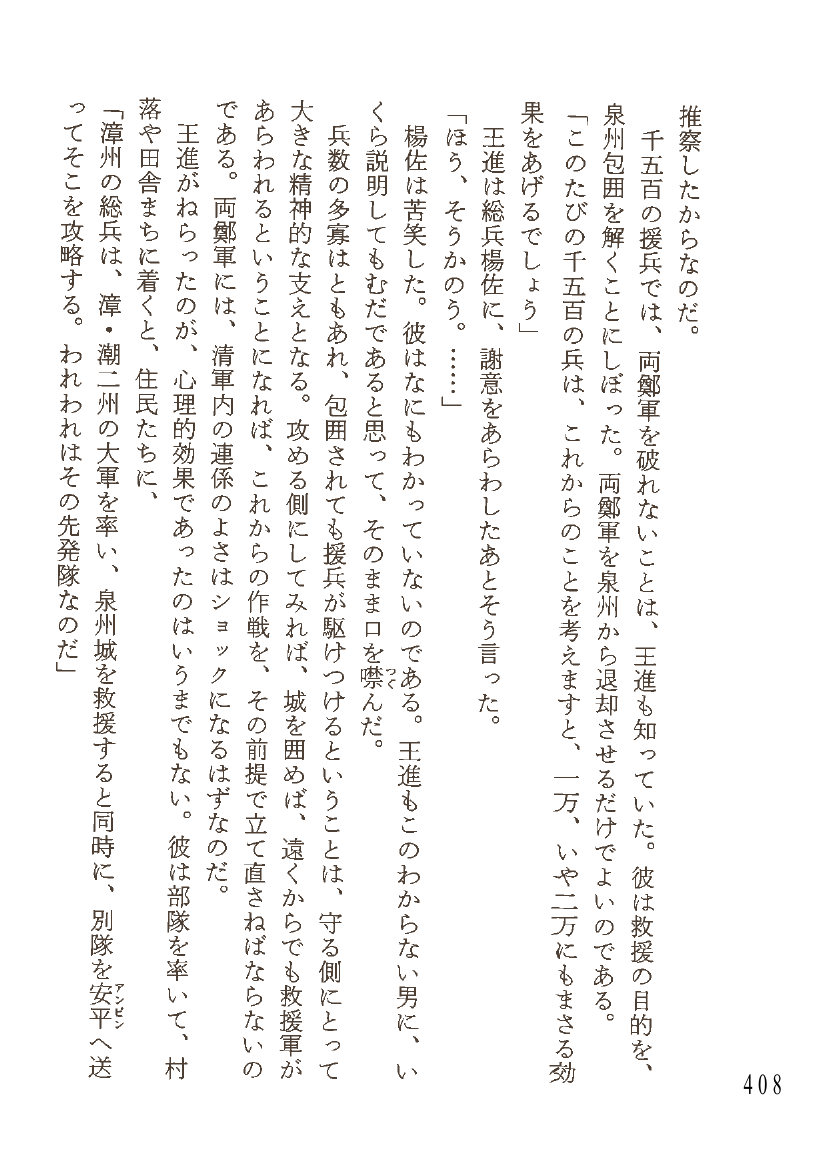 推察したからなのだ。
　千五百の援兵では、両鄭軍を破れないことは、王進も知っていた。彼は救援の目的を、
泉州包囲を解くことにしぼった。両鄭軍を泉州から退却させるだけでよいのである。
「このたびの千五百の兵は、これからのことを考えますと、一万、いや二万にもまさる効
果をあげるでしょう」
　王進は総兵楊佐に、謝意をあらわしたあとそう言った。
「ほう、そうかのう。……」
　楊佐は苦笑した。彼はなにもわかっていないのである。王進もこのわからない男に、い
くら説明してもむだであると思って、そのまま口を噤んだ。
つぐ
　兵数の多寡はともあれ、包囲されても援兵が駆けつけるということは、守る側にとって
大きな精神的な支えとなる。攻める側にしてみれば、城を囲めば、遠くからでも救援軍が
あらわれるということになれば、これからの作戦を、その前提で立て直さねばならないの
である。両鄭軍には、清軍内の連係のよさはショックになるはずなのだ。
　王進がねらったのが、心理的効果であったのはいうまでもない。彼は部隊を率いて、村
落や田舎まちに着くと、住民たちに、
「漳州の総兵は、漳・潮二州の大軍を率い、泉州城を救援すると同時に、別隊を安平へ送
アンピン
ってそこを攻略する。われわれはその先発隊なのだ」
408